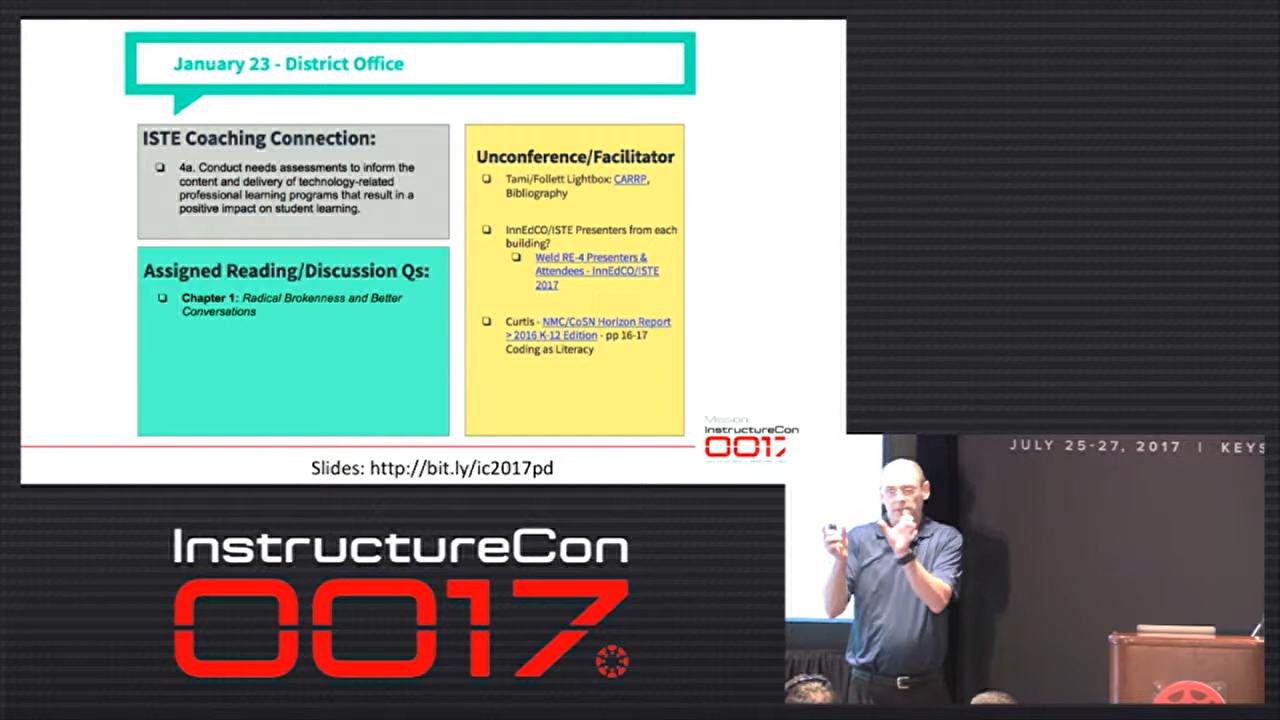 January 23 - District Office
ISTE Coaching Connection:
4a. Conduct needs assessments to inform the
content and delivery of technology-related
professional learning programs that result in a
positive impact on student learning.
Assigned Reading/Discussion Qs:
Chapter 1: Radical Brokenness and Better
Conversations
Unconference/Facilitator
Tami/Follett Lightbox: CARRP,
Bibliography
InnEdCO/ISTE Presenters from each
building?
Weld RE-4 Presenters &
Attendees - InnEdCO/ISTE
2017
Curtis - NMC/CoSN Horizon Report
> 2016 K-12 Edition - pp 16-17
Coding as Literacy
Mission:
InstructureCon
0017
Slides: http://bit.ly/ic2017pd
InstructureCon
0017
JULY 25-27, 2017 | KEYS